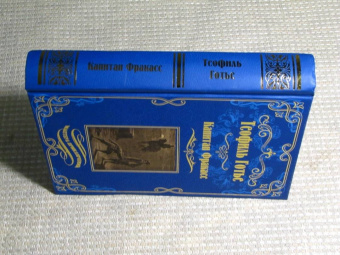 Капитан Фракасс
Теофиль
Готье
Теофиль Готье
Капитан Фракасс